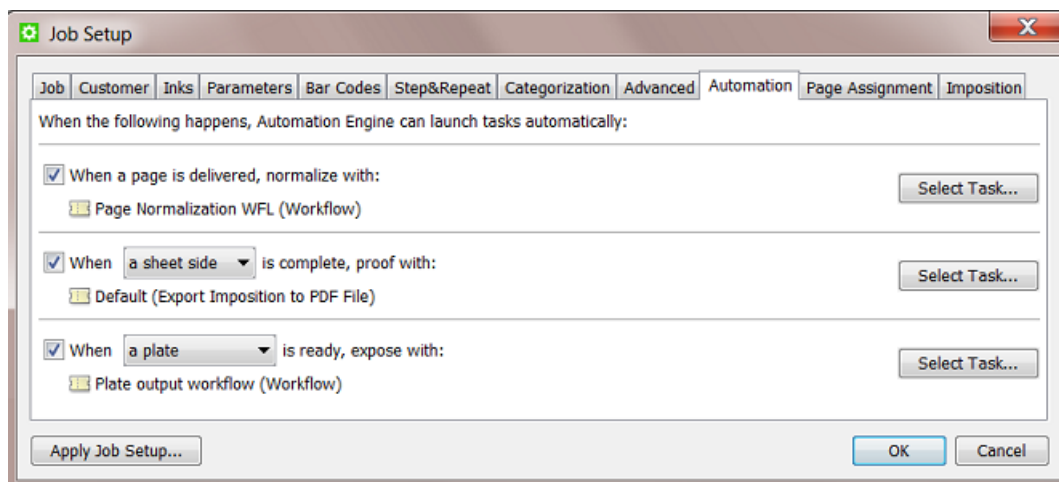 Job Setup
Job Customer Inks Parameters Bar Codes Step&Repeat Categorization Advanced Automation Page Assignment Imposition
When the following happens, Automation Engine can launch tasks automatically:
When a page is delivered, normalize with:
Select Task...
Page Normalization WFL (Workflow)
When a sheet side is complete, proof with:
Select Task...
Default (Export Imposition to PDF File)
When a plate is ready, expose with:
Select Task...
Plate output workflow (Workflow)
Apply Job Setup... OK Cancel